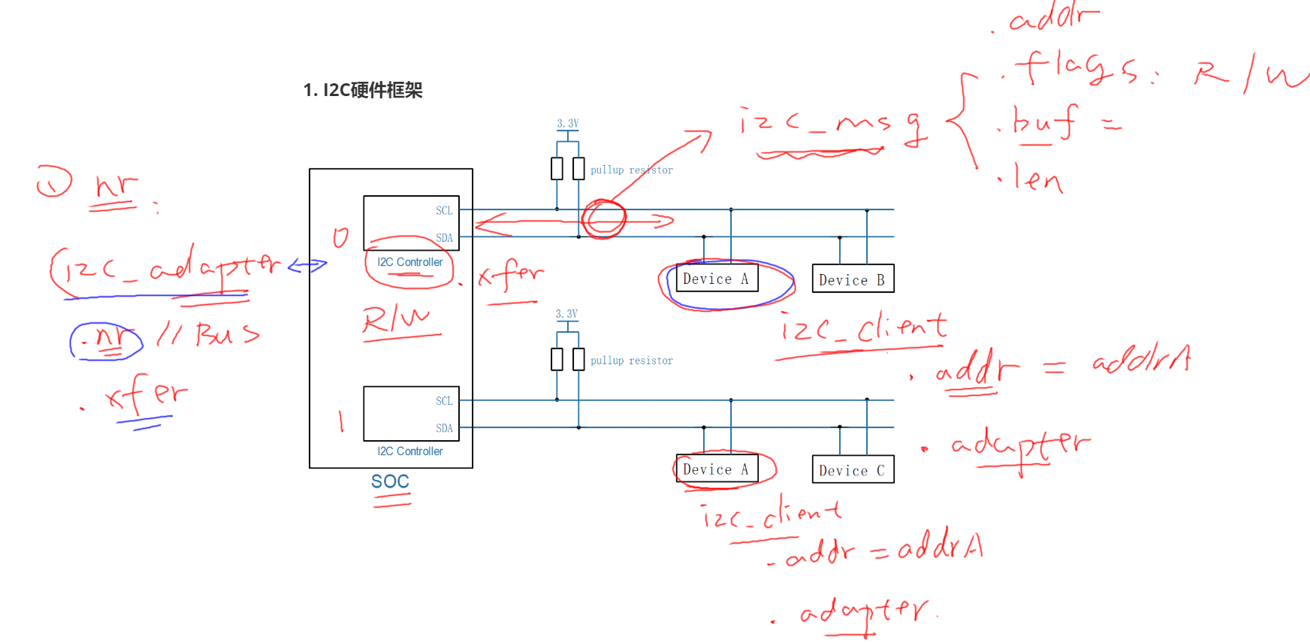 .addr
.flags: R/W
1. I2C硬件框架
i2c_msg
.buf =
.len
3.3V
pullup resistor
① nr :
SCL
0
SDA
i2c_adapter
I2C Controller
.xfer
Device A
Device B
R/W
.nr // Bus
i2c_client
.addr = addrA
3.3V
pullup resistor
.xfer
SCL
1
SDA
I2C Controller
.adapter
Device A
Device C
SOC
i2c_client
.addr = addrA
.adapter